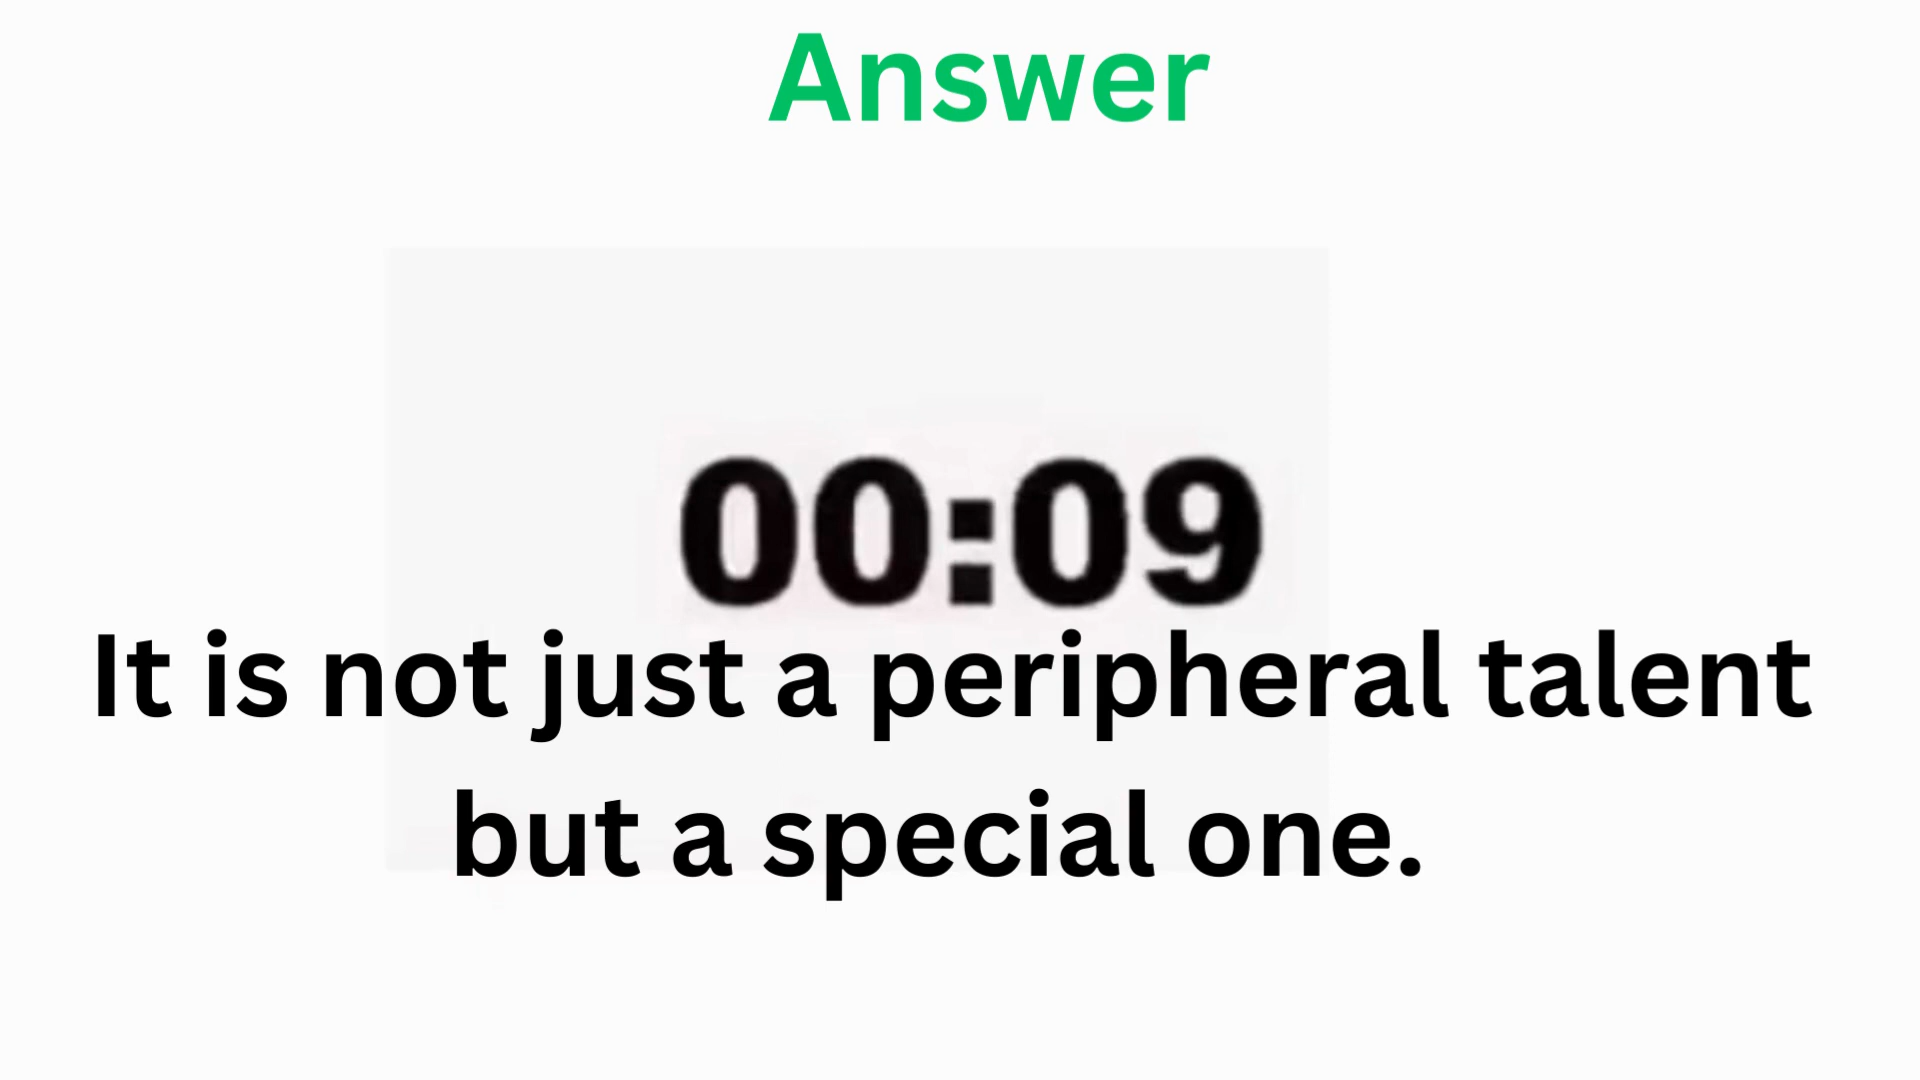 Answer
00:09
It is not just a peripheral talent
but a special one.